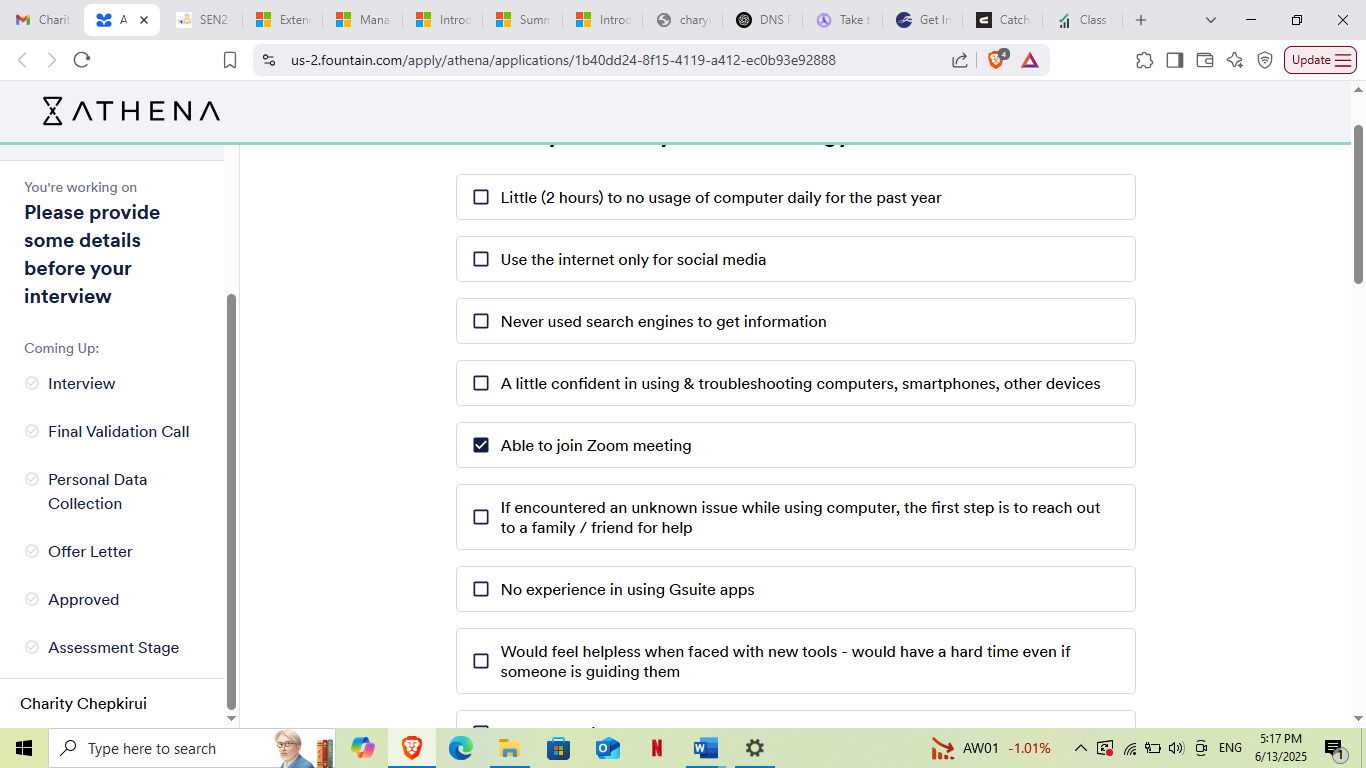 Charit
A
SEN2
Exten
Mana
Introd
Summ
Introd
chary
DNS F
Take t
Get In
Catch
Class
us-2.fountain.com/apply/athena/applications/1b40dd24-8f15-4119-a412-ec0b93e92888
4
Update
ATHENA
You're working on
Please provide
some details
before your
interview
Coming Up:
Interview
Final Validation Call
Personal Data
Collection
Offer Letter
Approved
Assessment Stage
Charity Chepkirui
Little (2 hours) to no usage of computer daily for the past year
Use the internet only for social media
Never used search engines to get information
A little confident in using & troubleshooting computers, smartphones, other devices
Able to join Zoom meeting
If encountered an unknown issue while using computer, the first step is to reach out
to a family / friend for help
No experience in using Gsuite apps
Would feel helpless when faced with new tools - would have a hard time even if
someone is guiding them
Type here to search
AW01 -1.01%
ENG
5:17 PM
6/13/2025
1